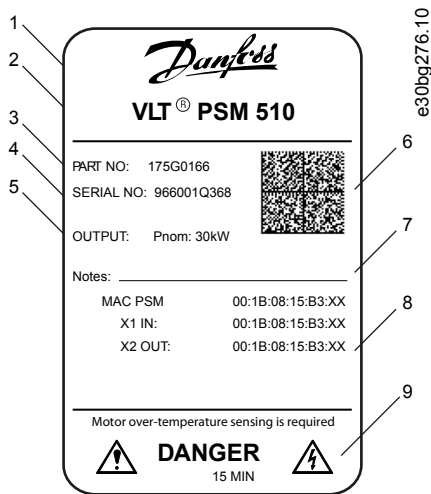 1
2
3
4
5
6
7
8
9
e30bg276.10
Danfoss
VLT® PSM 510
PART NO: 175G0166
SERIAL NO: 966001Q368
OUTPUT: Pnom: 30kW
Notes:
MAC PSM 00:1B:08:15:B3:XX
X1 IN: 00:1B:08:15:B3:XX
X2 OUT: 00:1B:08:15:B3:XX
Motor over-temperature sensing is required
DANGER
15 MIN